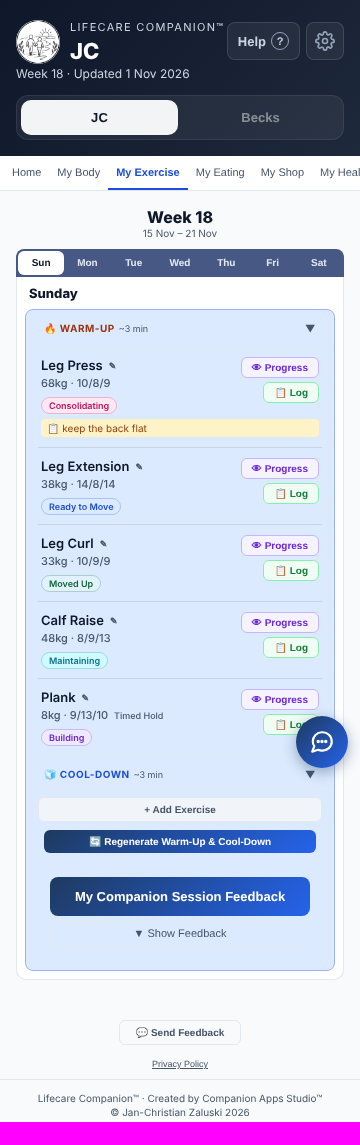 LIFECARE COMPANION™
JC
Help ?
Week 18 · Updated 1 Nov 2026
JC
Becks
Home My Body My Exercise My Eating My Shop My Heal
Week 18
15 Nov – 21 Nov
Sun Mon Tue Wed Thu Fri Sat
Sunday
🔥 WARM-UP ~3 min ▼
Leg Press ✎
👁 Progress
68kg · 10/8/9
📋 Log
Consolidating
📋 keep the back flat
Leg Extension ✎
👁 Progress
38kg · 14/8/14
📋 Log
Ready to Move
Leg Curl ✎
👁 Progress
33kg · 10/9/9
📋 Log
Moved Up
Calf Raise ✎
👁 Progress
48kg · 8/9/13
📋 Log
Maintaining
Plank ✎
👁 Progress
8kg · 9/13/10 Timed Hold
📋 Log
Building
🧊 COOL-DOWN ~3 min ▼
+ Add Exercise
🔄 Regenerate Warm-Up & Cool-Down
My Companion Session Feedback
▼ Show Feedback
💬 Send Feedback
Privacy Policy
Lifecare Companion™ · Created by Companion Apps Studio™
© Jan-Christian Zaluski 2026